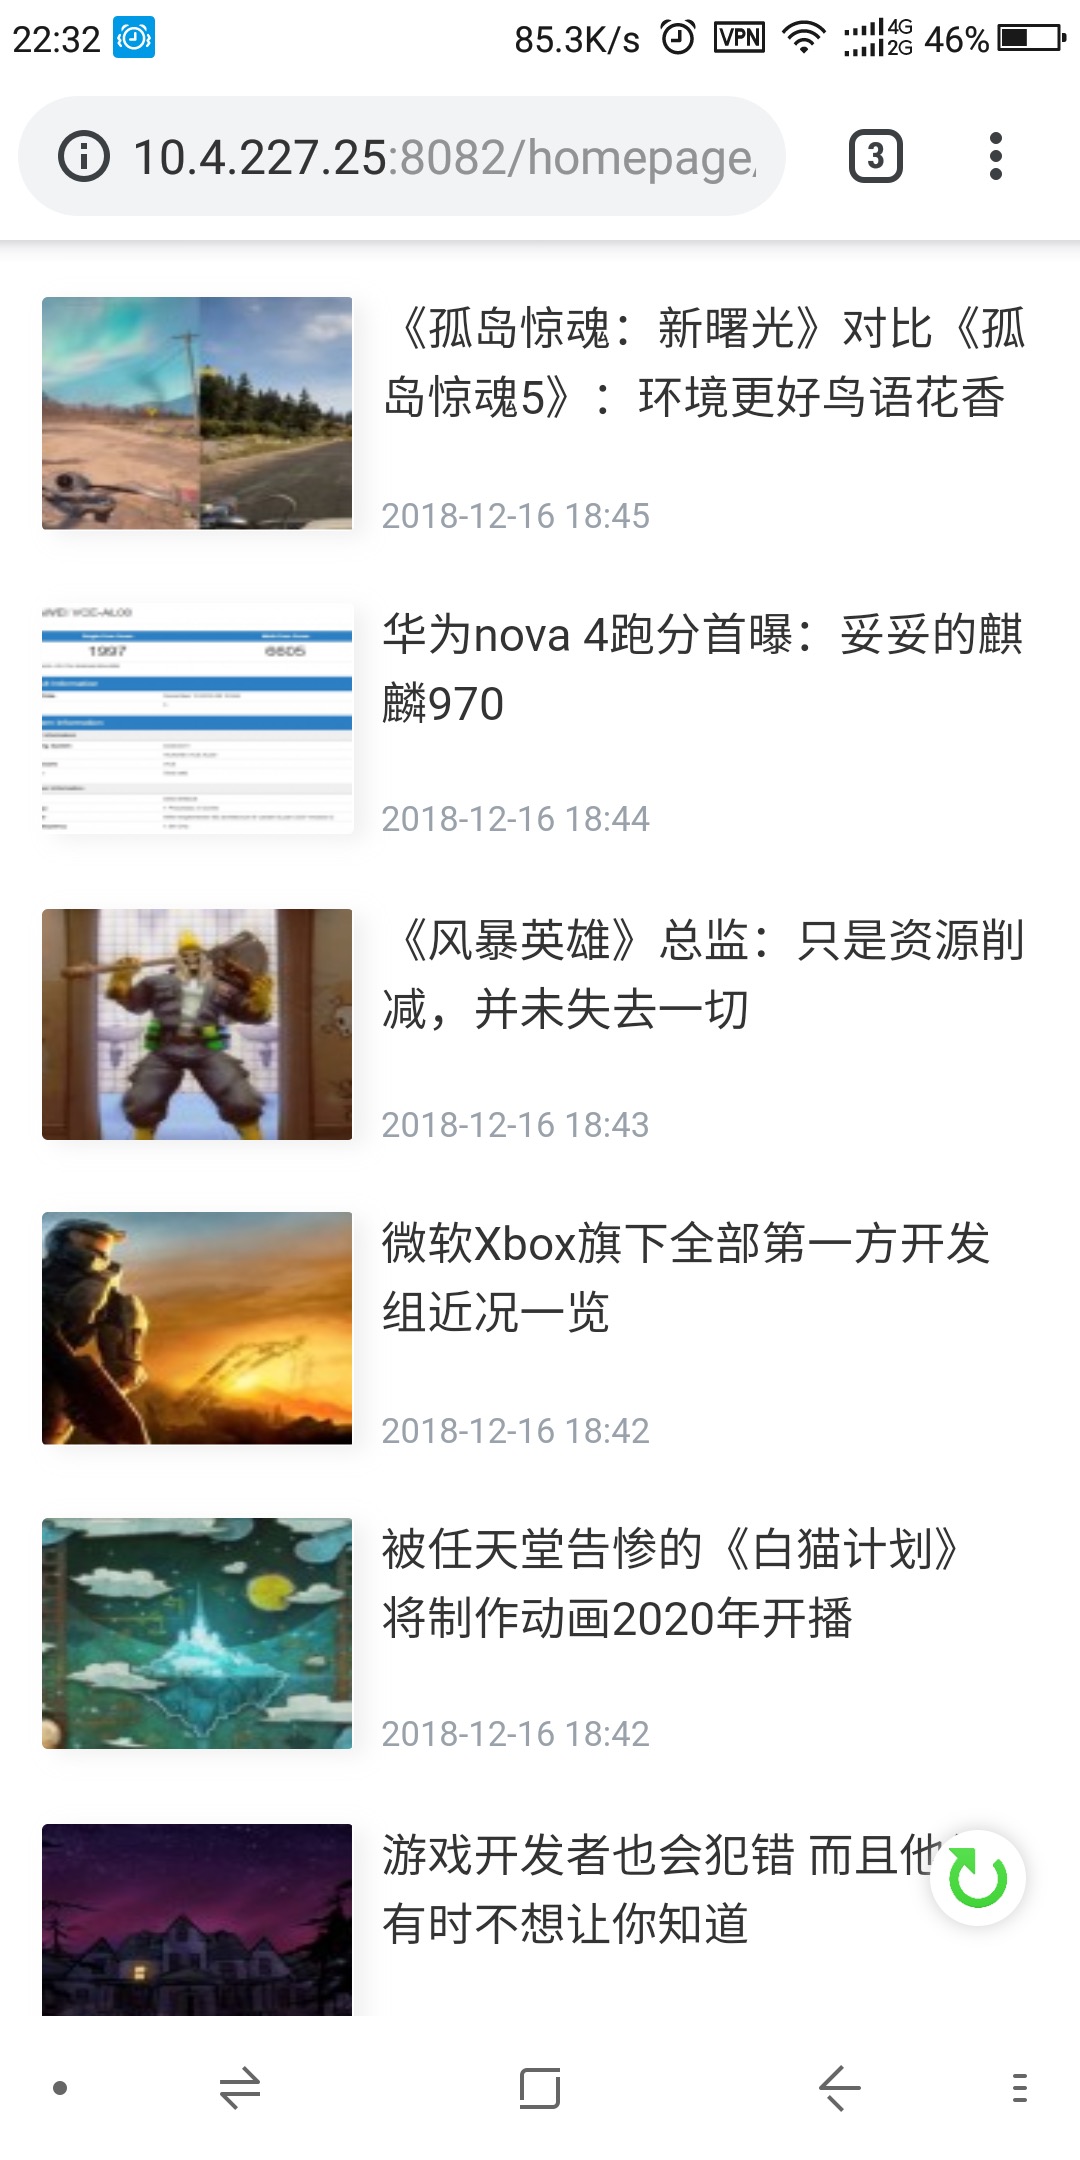 22:32 85.3K/s VPN 4G 2G 46%
10.4.227.25:8082/homepage
3
《孤岛惊魂：新曙光》对比《孤
岛惊魂5》：环境更好鸟语花香
2018-12-16 18:45
1997 6605
华为nova 4跑分首曝：妥妥的麒
麟970
2018-12-16 18:44
《风暴英雄》总监：只是资源削
减，并未失去一切
2018-12-16 18:43
微软Xbox旗下全部第一方开发
组近况一览
2018-12-16 18:42
被任天堂告惨的《白猫计划》
将制作动画2020年开播
2018-12-16 18:42
游戏开发者也会犯错 而且他
有时不想让你知道